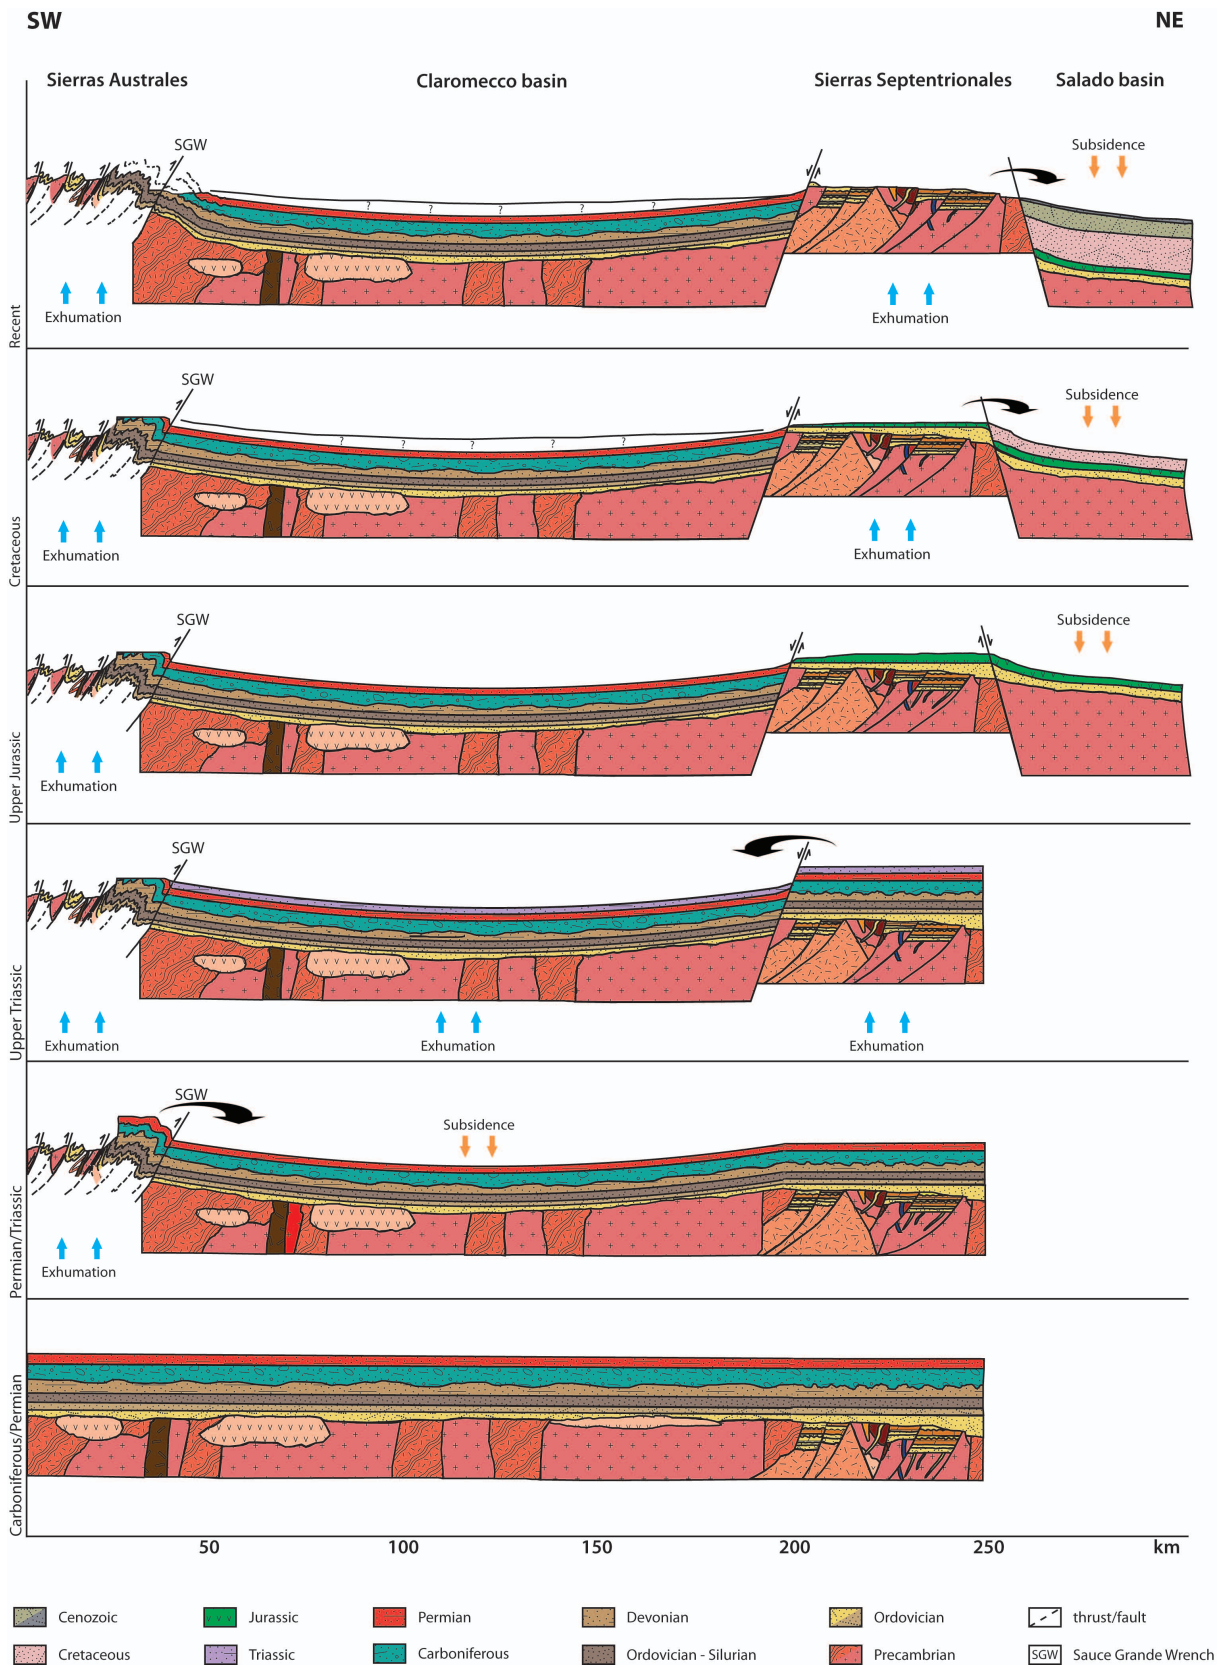 SW
NE
Sierras Australes
Claromecco basin
Sierras Septentrionales
Salado basin
SGW
Subsidence
? ? ? ? ?
Exhumation
Exhumation
Recent
SGW
Subsidence
? ? ? ? ?
Exhumation
Exhumation
Cretaceous
SGW
Subsidence
Exhumation
Upper Jurassic
SGW
Exhumation
Exhumation
Exhumation
Upper Triassic
SGW
Subsidence
Exhumation
Permian/Triassic
Carboniferous/Permian
50 100 150 200 250 km
Cenozoic
Jurassic
Permian
Devonian
Ordovician
thrust/fault
Cretaceous
Triassic
Carboniferous
Ordovician - Silurian
Precambrian
SGW Sauce Grande Wrench